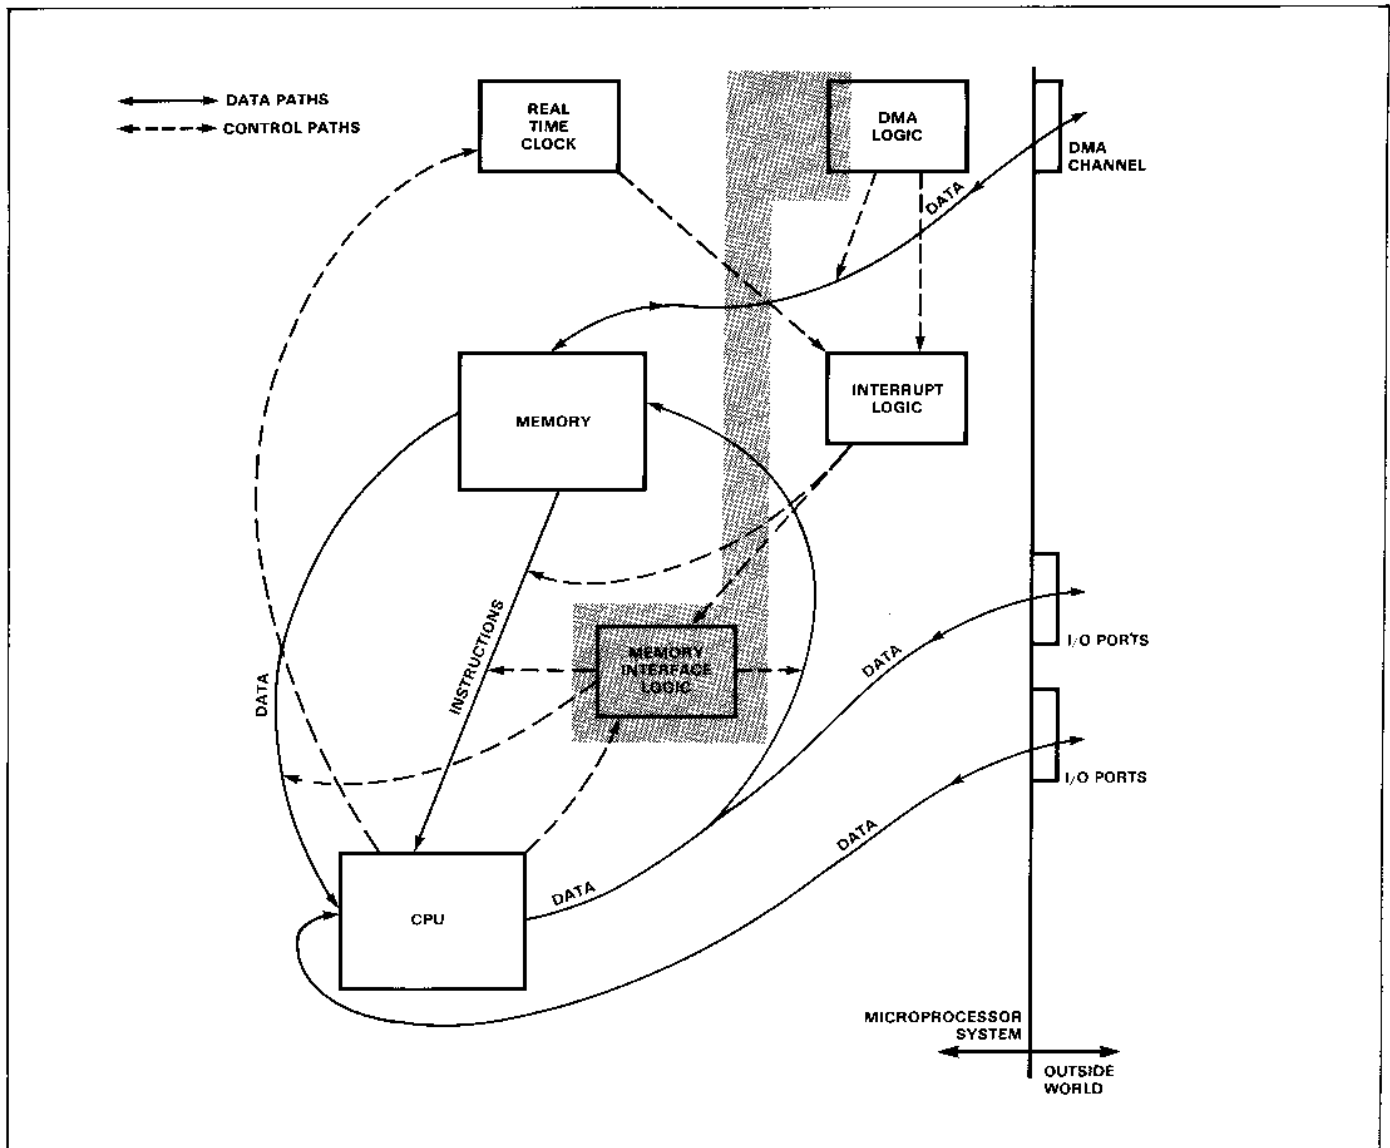 DATA PATHS
CONTROL PATHS
REAL
TIME
CLOCK
DMA
LOGIC
DMA
CHANNEL
DATA
MEMORY
INTERRUPT
LOGIC
INSTRUCTIONS
MEMORY
INTERFACE
LOGIC
DATA
DATA
I/O PORTS
I/O PORTS
DATA
CPU
DATA
MICROPROCESSOR
SYSTEM
OUTSIDE
WORLD